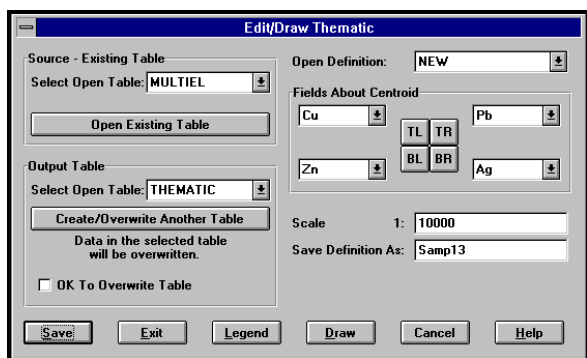 Edit/Draw Thematic
Source - Existing Table
Select Open Table: MULTIEL
Open Existing Table
Output Table
Select Open Table: THEMATIC
Create/Overwrite Another Table
Data in the selected table
will be overwritten.
OK To Overwrite Table
Open Definition: NEW
Fields About Centroid
Cu TL TR Pb
Zn BL BR Ag
Scale 1: 10000
Save Definition As: Samp13
Save Exit Legend Draw Cancel Help